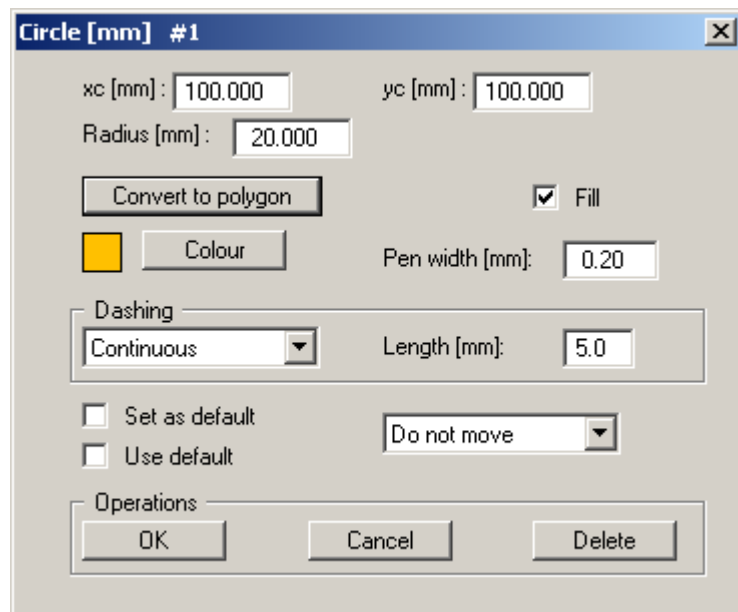 Circle [mm] #1
xc [mm] : 100.000 yc [mm] : 100.000
Radius [mm] : 20.000
Convert to polygon Fill
Colour Pen width [mm]: 0.20
Dashing
Continuous Length [mm]: 5.0
Set as default
Do not move
Use default
Operations
OK Cancel Delete